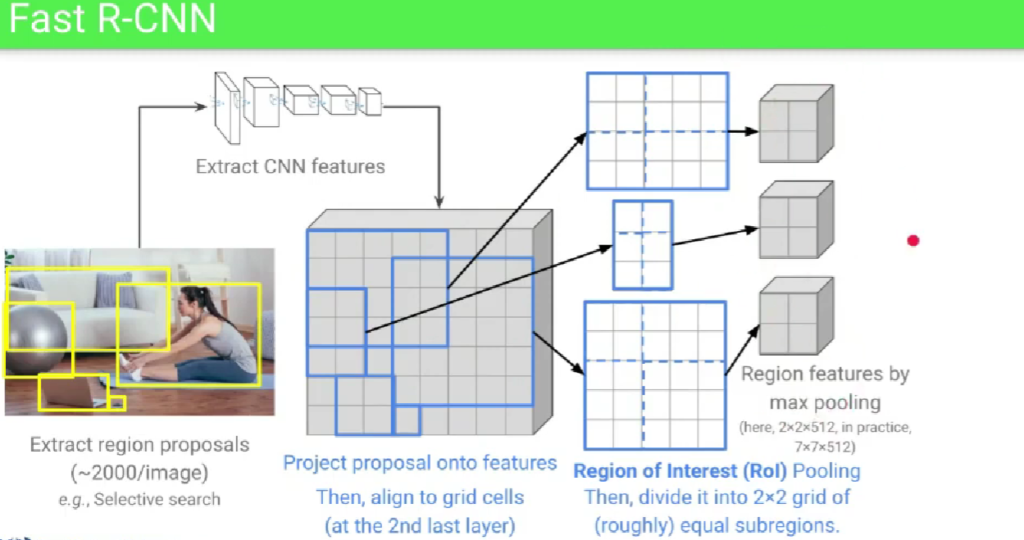 Fast R-CNN
Extract CNN features
Extract region proposals
(~2000/image)
e.g., Selective search
Project proposal onto features
Then, align to grid cells
(at the 2nd last layer)
Region of Interest (RoI) Pooling
Then, divide it into 2×2 grid of
(roughly) equal subregions.
Region features by
max pooling
(here, 2×2×512, in practice,
7×7×512)